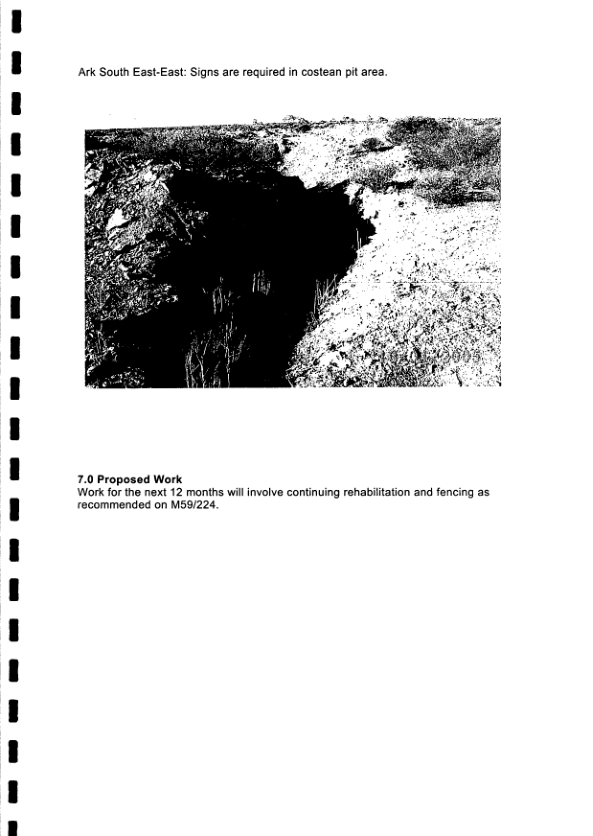 Ark South East-East: Signs are required in costean pit area.
7.0 Proposed Work
Work for the next 12 months will involve continuing rehabilitation and fencing as
recommended on M59/224.